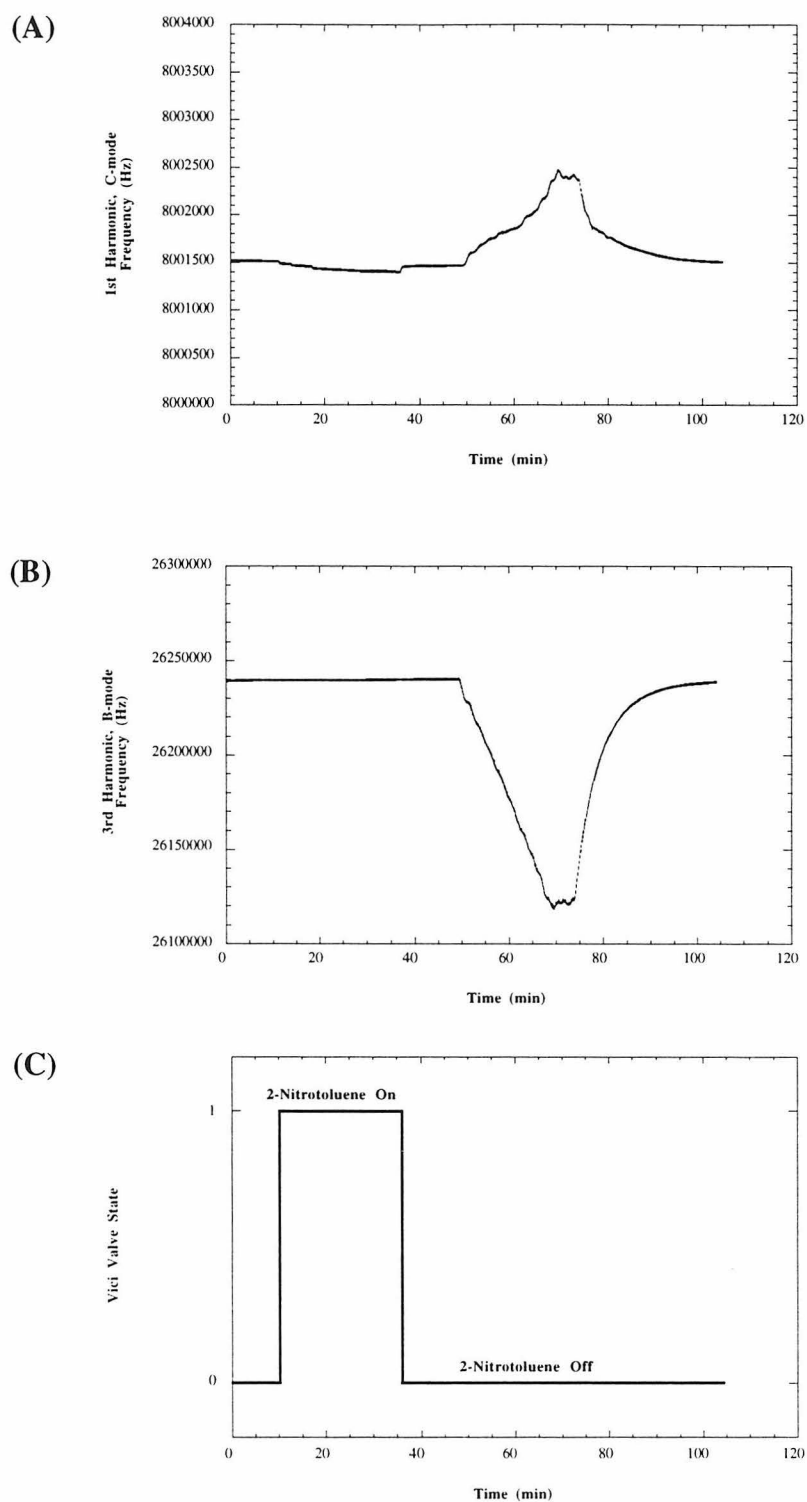 (A)
8004000
8003500
8003000
8002500
8002000
8001500
8001000
8000500
8000000
1st Harmonic, C-mode
Frequency (Hz)
0 20 40 60 80 100 120
Time (min)
(B)
26300000
26250000
26200000
26150000
26100000
3rd Harmonic, B-mode
Frequency (Hz)
0 20 40 60 80 100 120
Time (min)
(C)
2-Nitrotoluene On
1
Vici Valve State
2-Nitrotoluene Off
0
0 20 40 60 80 100 120
Time (min)